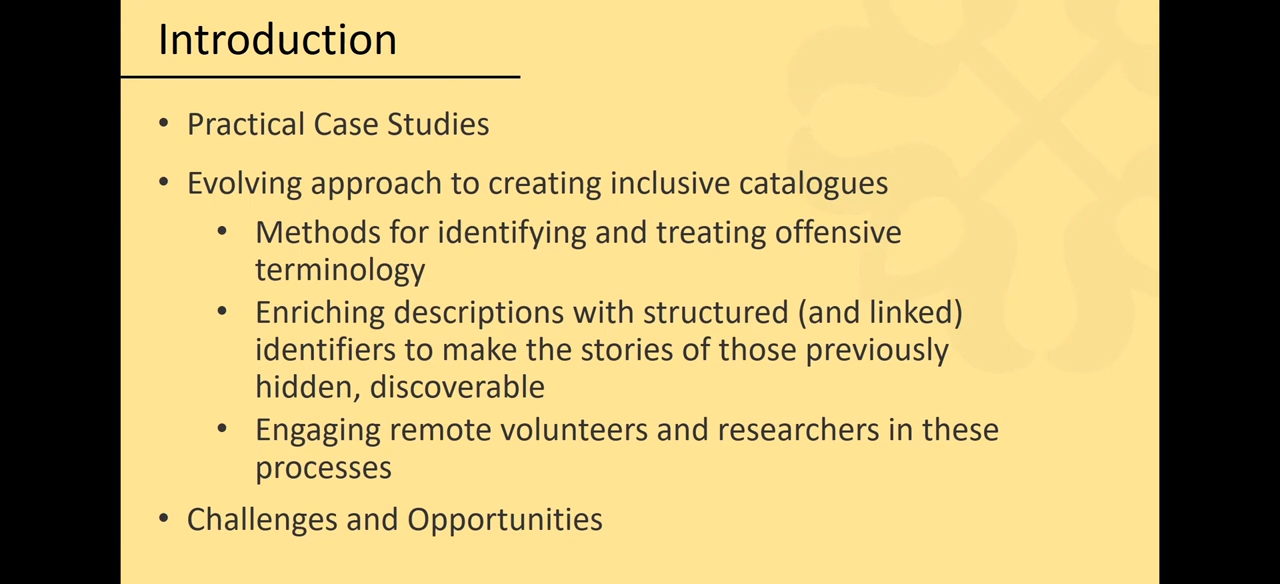 Introduction
• Practical Case Studies
• Evolving approach to creating inclusive catalogues
• Methods for identifying and treating offensive
terminology
• Enriching descriptions with structured (and linked)
identifiers to make the stories of those previously
hidden, discoverable
• Engaging remote volunteers and researchers in these
processes
• Challenges and Opportunities